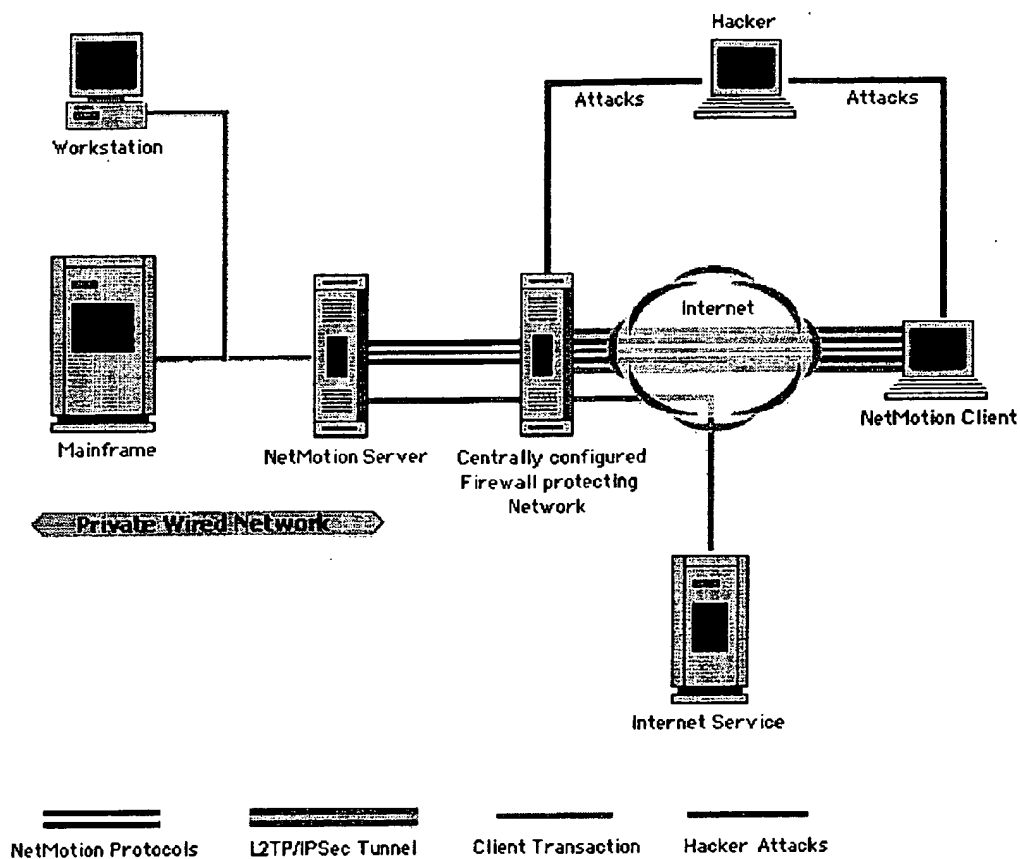 Hacker
Attacks
Attacks
Workstation
Internet
Mainframe
NetMotion Server
Centrally configured
Firewall protecting
Network
NetMotion Client
Private Wired Network
Internet Service
NetMotion Protocols
L2TP/IPSec Tunnel
Client Transaction
Hacker Attacks